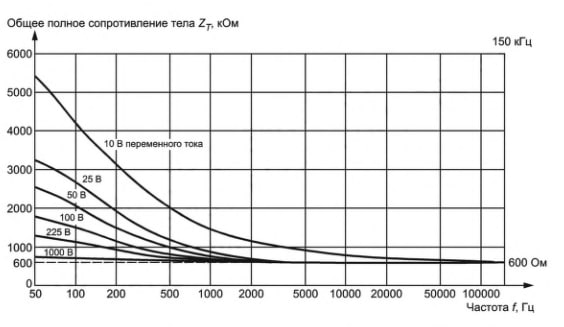 Общее полное сопротивление тела Z_T, кОм
150 кГц
6000
5000
4000
10 В переменного тока
3000
25 В
50 В
2000
100 В
225 В
1000
1000 В
600
600 Ом
0
50 100 200 500 1000 2000 5000 10000 20000 50000 100000
Частота f, Гц